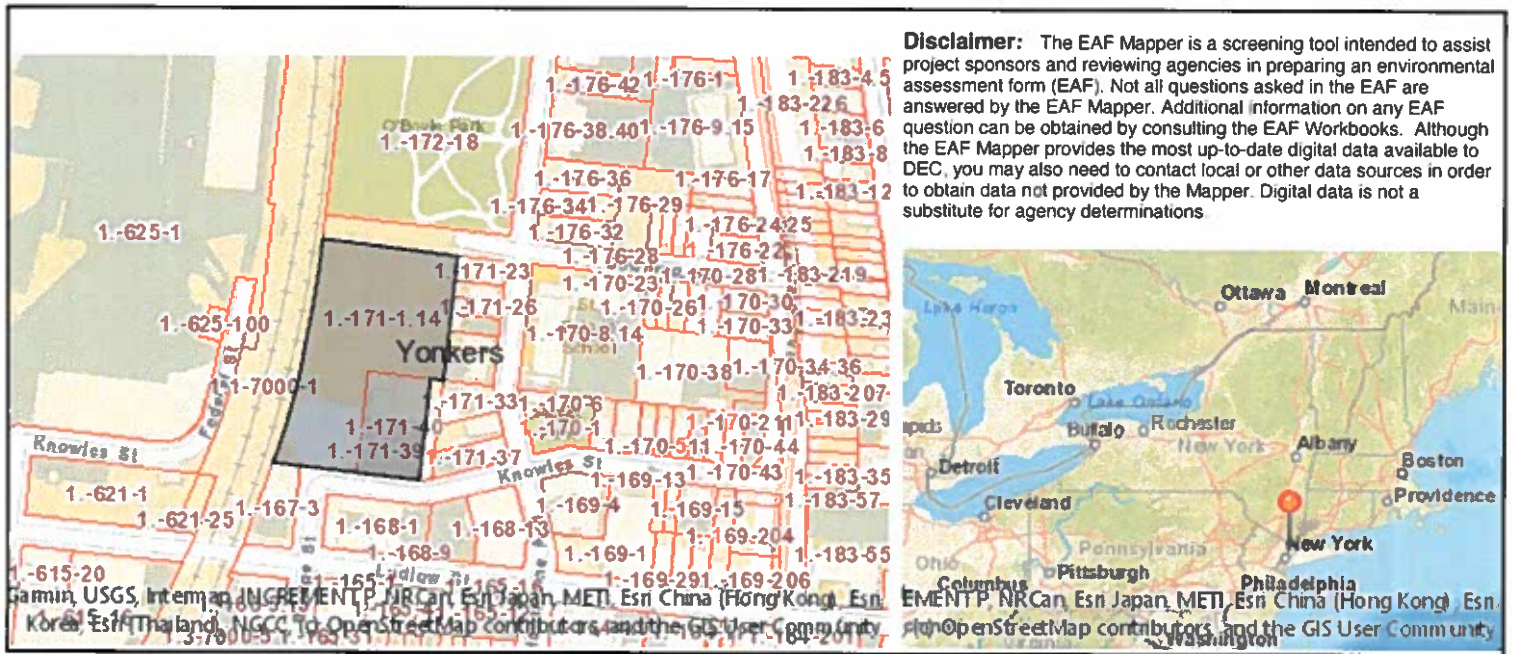 Disclaimer: The EAF Mapper is a screening tool intended to assist
project sponsors and reviewing agencies in preparing an environmental
assessment form (EAF). Not all questions asked in the EAF are
answered by the EAF Mapper. Additional information on any EAF
question can be obtained by consulting the EAF Workbooks. Although
the EAF Mapper provides the most up-to-date digital data available to
DEC, you may also need to contact local or other data sources in order
to obtain data not provided by the Mapper. Digital data is not a
substitute for agency determinations.
1.-176-42
1.-176-1
1.-183-4.5
1.-183-226
O'Boyle Park
1.-172-18
1.-176-38.40
1.-176-9.15
1.-183-6
1.-183-8
1.-176-36
1.-176-17
1.-183-12
1.-176-34
1.-176-29
1.-625-1
1.-176-32
1.-176-24.25
1.-176-28
-176-22
1.-171-23
1.-170-23
1.-170-28
1.-183-219
1.-171-26
1.-170-26
1.-170-30
1.-625-100
1.-171-1.14
1.-170-8.14
School
1.-170-33
1.-183-23
Yonkers
1.-170-38
1.-170-34-36
1.-7000-1
Federal St
1.-183-207
1.-171-33
1.-170-6
1.-170-1
1.-170-211
1.-183-29
1.-171-40
1.-171-39
1.-171-37
Knowles St
Knowles St
1.-170-511
-170-44
1.-169-13
1.-170-43
1.-183-35
1.-183-57
1.-621-1
1.-621-25
1.-167-3
1.-168-1
1.-168-13
1.-169-4
1.-169-15
1.-169-204
1.-168-9
1.-169-1
1.-183-65
1.-615-20
Ludlow St
1.-165-1
1.-169-291
.-169-206
Garmin, USGS, Intermap, INCREMENT P, NRCan, Esri Japan, METI, Esri China (Hong Kong), Esri
Korea, Esri (Thailand), NGCC, (c) OpenStreetMap contributors, and the GIS User Community
Ottawa
Montreal
Lake Huron
Main
Toronto
Lake Ontario
Rochester
Buffalo
New York
Albany
apids
Detroit
Boston
Providence
Cleveland
New York
Pennsylvania
Ohio
Columbus
Pittsburgh
Philadelphia
EMENT P, NRCan, Esri Japan, METI, Esri China (Hong Kong), Esri
OpenStreetMap contributors, and the GIS User Community
Washington